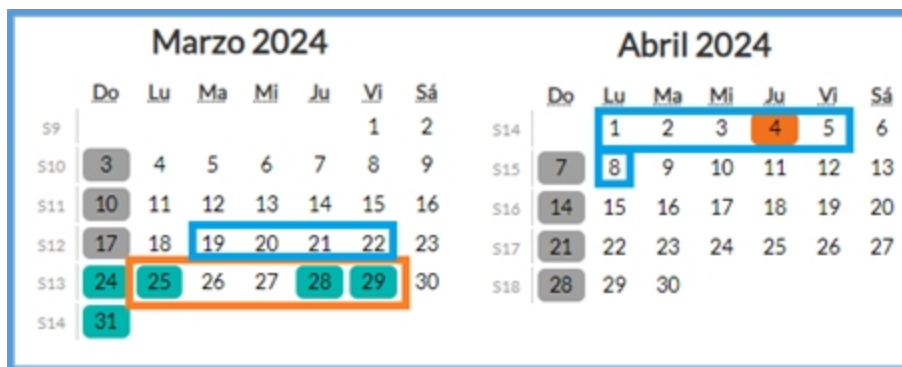 Marzo 2024
Do Lu Ma Mi Ju Vi Sá
S9 1 2
S10 3 4 5 6 7 8 9
S11 10 11 12 13 14 15 16
S12 17 18 19 20 21 22 23
S13 24 25 26 27 28 29 30
S14 31
Abril 2024
Do Lu Ma Mi Ju Vi Sá
S14 1 2 3 4 5 6
S15 7 8 9 10 11 12 13
S16 14 15 16 17 18 19 20
S17 21 22 23 24 25 26 27
S18 28 29 30